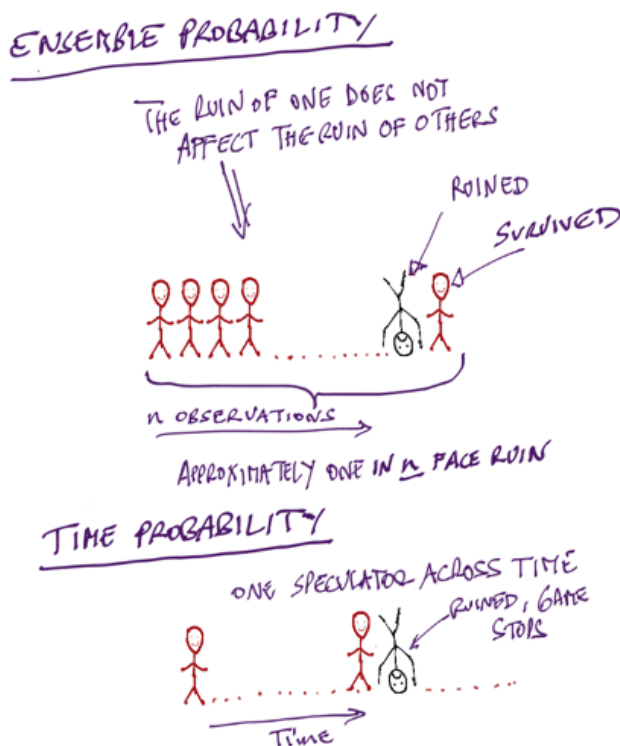 ENSEMBLE PROBABILITY
THE RUIN OF ONE DOES NOT
AFFECT THE RUIN OF OTHERS
RUINED
SURVIVED
n OBSERVATIONS
APPROXIMATELY ONE IN n FACE RUIN
TIME PROBABILITY
ONE SPECULATOR ACROSS TIME
RUINED, GAME
STOPS
TIME